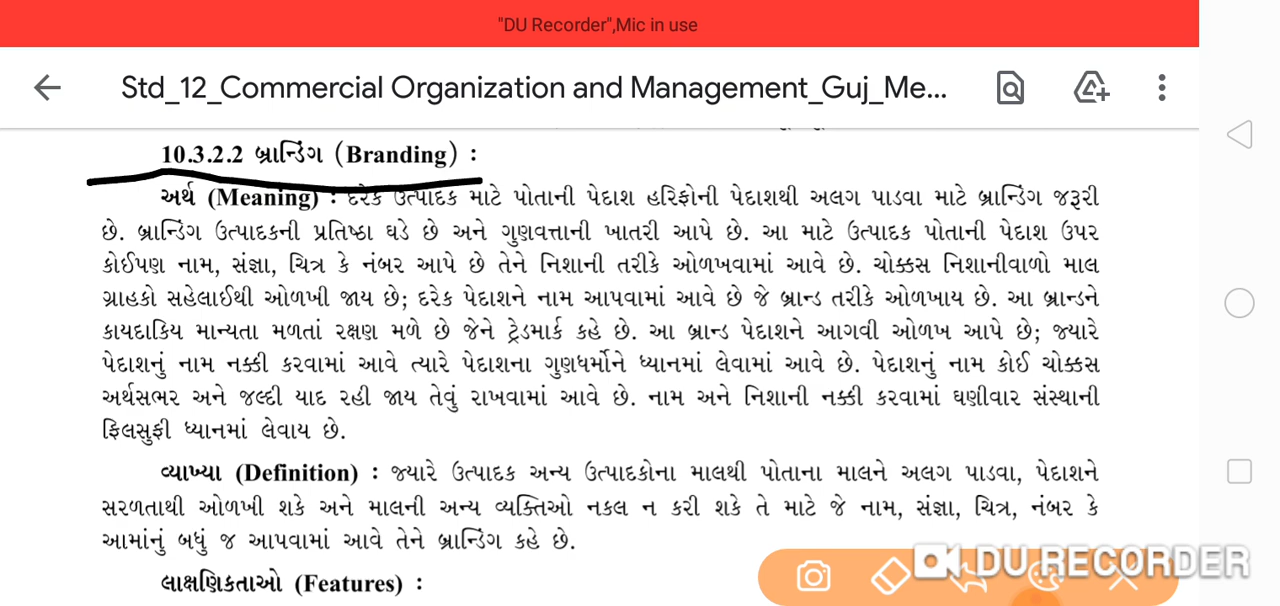 "DU Recorder",Mic in use
Std_12_Commercial Organization and Management_Guj_Me...
10.3.2.2 બ્રાન્ડિંગ (Branding) :
અર્થ (Meaning) : દરેક ઉત્પાદક માટે પોતાની પેદાશ હરિફોની પેદાશથી અલગ પાડવા માટે બ્રાન્ડિંગ જરૂરી
છે. બ્રાન્ડિંગ ઉત્પાદકની પ્રતિષ્ઠા ઘડે છે અને ગુણવત્તાની ખાતરી આપે છે. આ માટે ઉત્પાદક પોતાની પેદાશ ઉપર
કોઈપણ નામ, સંજ્ઞા, ચિત્ર કે નંબર આપે છે તેને નિશાની તરીકે ઓળખવામાં આવે છે. ચોક્કસ નિશાનીવાળો માલ
ગ્રાહકો સહેલાઈથી ઓળખી જાય છે; દરેક પેદાશને નામ આપવામાં આવે છે જે બ્રાન્ડ તરીકે ઓળખાય છે. આ બ્રાન્ડને
કાયદાકિય માન્યતા મળતાં રક્ષણ મળે છે જેને ટ્રેડમાર્ક કહે છે. આ બ્રાન્ડ પેદાશને આગવી ઓળખ આપે છે; જ્યારે
પેદાશનું નામ નક્કી કરવામાં આવે ત્યારે પેદાશના ગુણધર્મોને ધ્યાનમાં લેવામાં આવે છે. પેદાશનું નામ કોઈ ચોક્કસ
અર્થસભર અને જલ્દી યાદ રહી જાય તેવું રાખવામાં આવે છે. નામ અને નિશાની નક્કી કરવામાં ઘણીવાર સંસ્થાની
ફિલસુફી ધ્યાનમાં લેવાય છે.
વ્યાખ્યા (Definition) : જ્યારે ઉત્પાદક અન્ય ઉત્પાદકોના માલથી પોતાના માલને અલગ પાડવા, પેદાશને
સરળતાથી ઓળખી શકે અને માલની અન્ય વ્યક્તિઓ નકલ ન કરી શકે તે માટે જે નામ, સંજ્ઞા, ચિત્ર, નંબર કે
આમાંનું બધું જ આપવામાં આવે તેને બ્રાન્ડિંગ કહે છે.
લાક્ષણિકતાઓ (Features) :
DU RECORDER